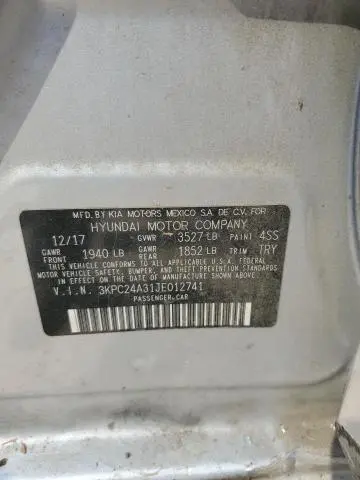 MFD. BY KIA MOTORS MEXICO S.A. DE C.V. FOR
HYUNDAI MOTOR COMPANY
12/17 GVWR 3527 LB PAINT 4SS
GAWR FRONT 1940 LB GAWR REAR 1852 LB TRIM TRY
THIS VEHICLE CONFORMS TO ALL APPLICABLE U.S.A. FEDERAL
MOTOR VEHICLE SAFETY, BUMPER, AND THEFT PREVENTION
STANDARDS IN EFFECT ON THE DATE OF MANUFACTURE SHOWN ABOVE.
V.I.N. 3KPC24A31JE012741
PASSENGER CAR